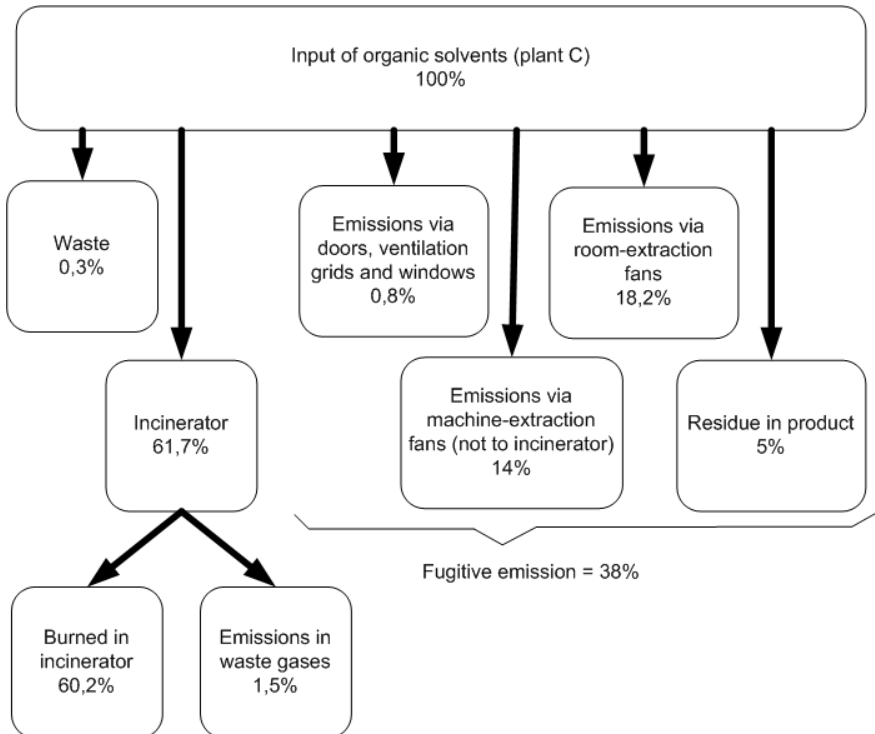 Input of organic solvents (plant C)
100%
Waste
0,3%
Emissions via
doors, ventilation
grids and windows
0,8%
Emissions via
room-extraction
fans
18,2%
Incinerator
61,7%
Emissions via
machine-extraction
fans (not to incinerator)
14%
Residue in product
5%
Fugitive emission = 38%
Burned in
incinerator
60,2%
Emissions in
waste gases
1,5%